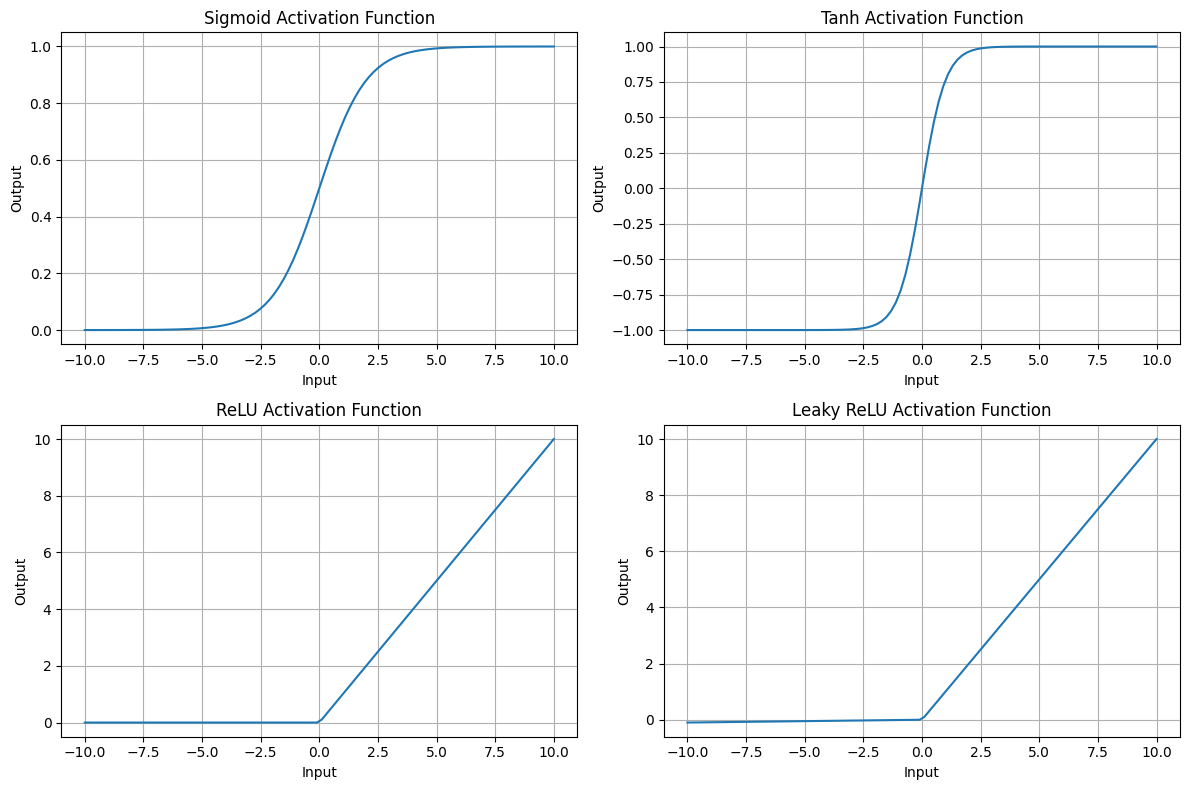 Sigmoid Activation Function
1.0
0.8
0.6
0.4
0.2
0.0
Output
−10.0 −7.5 −5.0 −2.5 0.0 2.5 5.0 7.5 10.0
Input
Tanh Activation Function
1.00
0.75
0.50
0.25
0.00
−0.25
−0.50
−0.75
−1.00
Output
−10.0 −7.5 −5.0 −2.5 0.0 2.5 5.0 7.5 10.0
Input
ReLU Activation Function
10
8
6
4
2
0
Output
−10.0 −7.5 −5.0 −2.5 0.0 2.5 5.0 7.5 10.0
Input
Leaky ReLU Activation Function
10
8
6
4
2
0
Output
−10.0 −7.5 −5.0 −2.5 0.0 2.5 5.0 7.5 10.0
Input